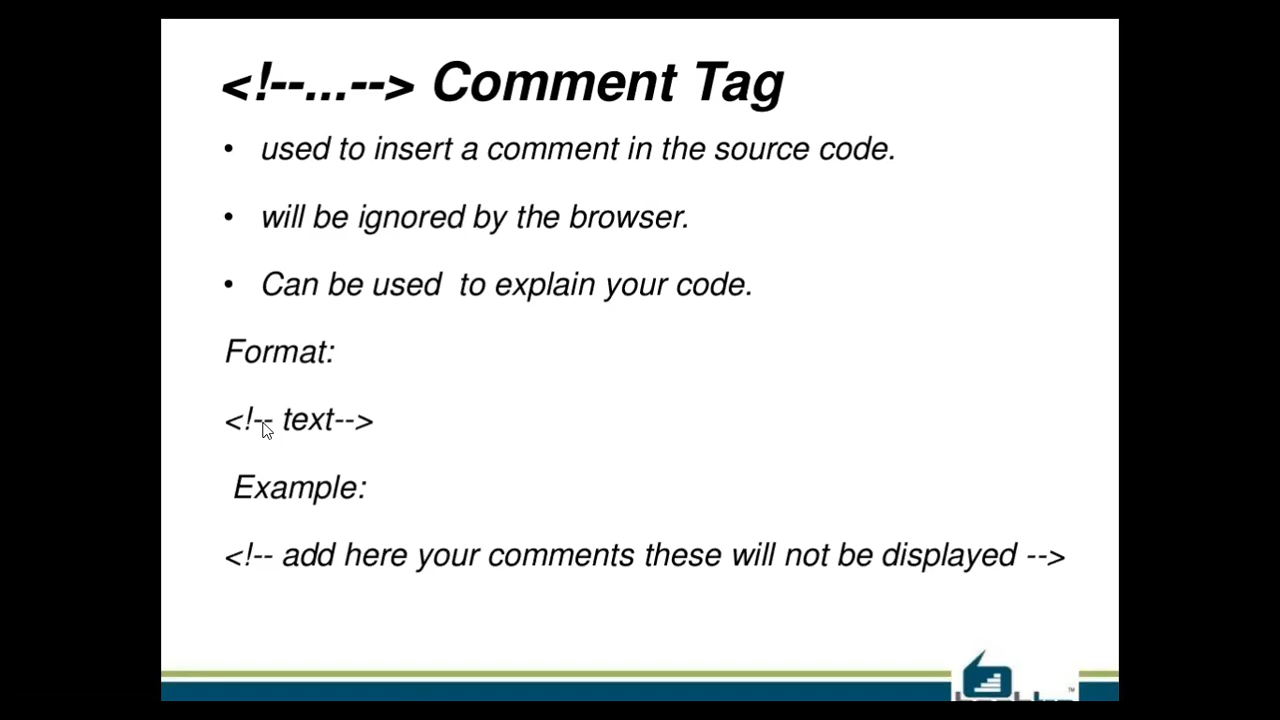 <!--...--> Comment Tag
• used to insert a comment in the source code.
• will be ignored by the browser.
• Can be used  to explain your code.
Format:
<!-- text-->
Example:
<!-- add here your comments these will not be displayed -->
TM